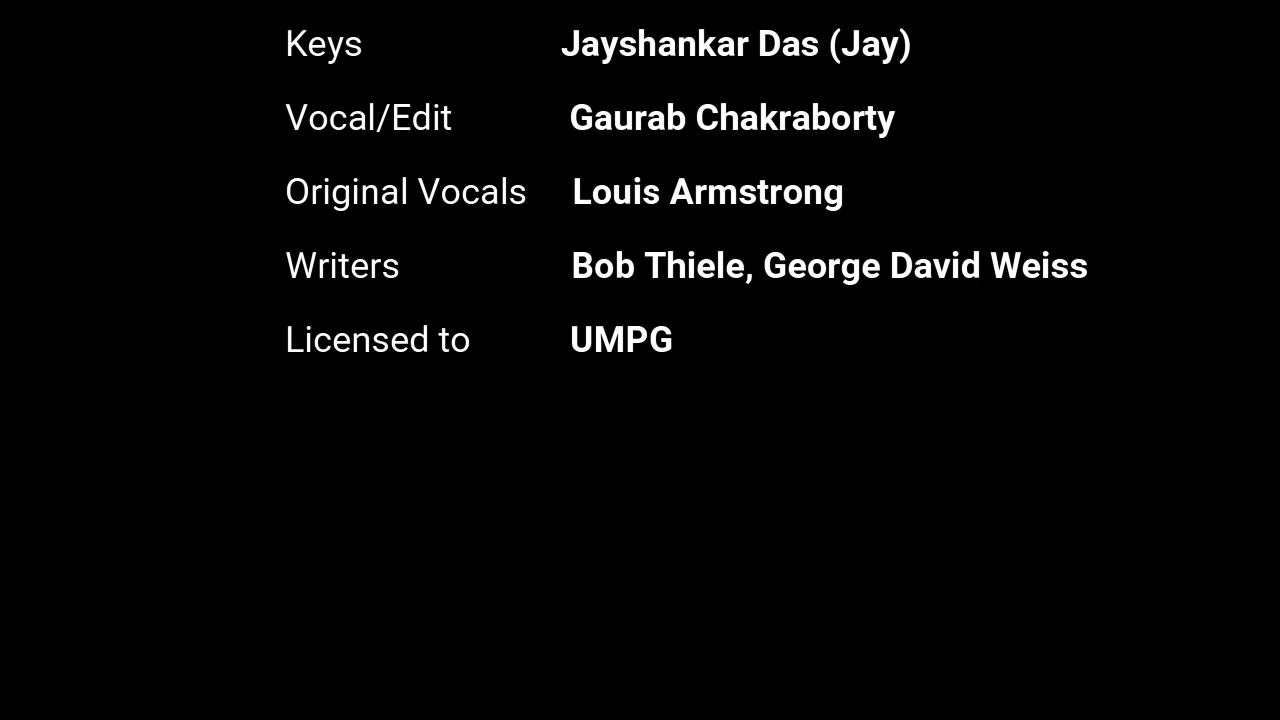 Keys Jayshankar Das (Jay)
Vocal/Edit Gaurab Chakraborty
Original Vocals Louis Armstrong
Writers Bob Thiele, George David Weiss
Licensed to UMPG